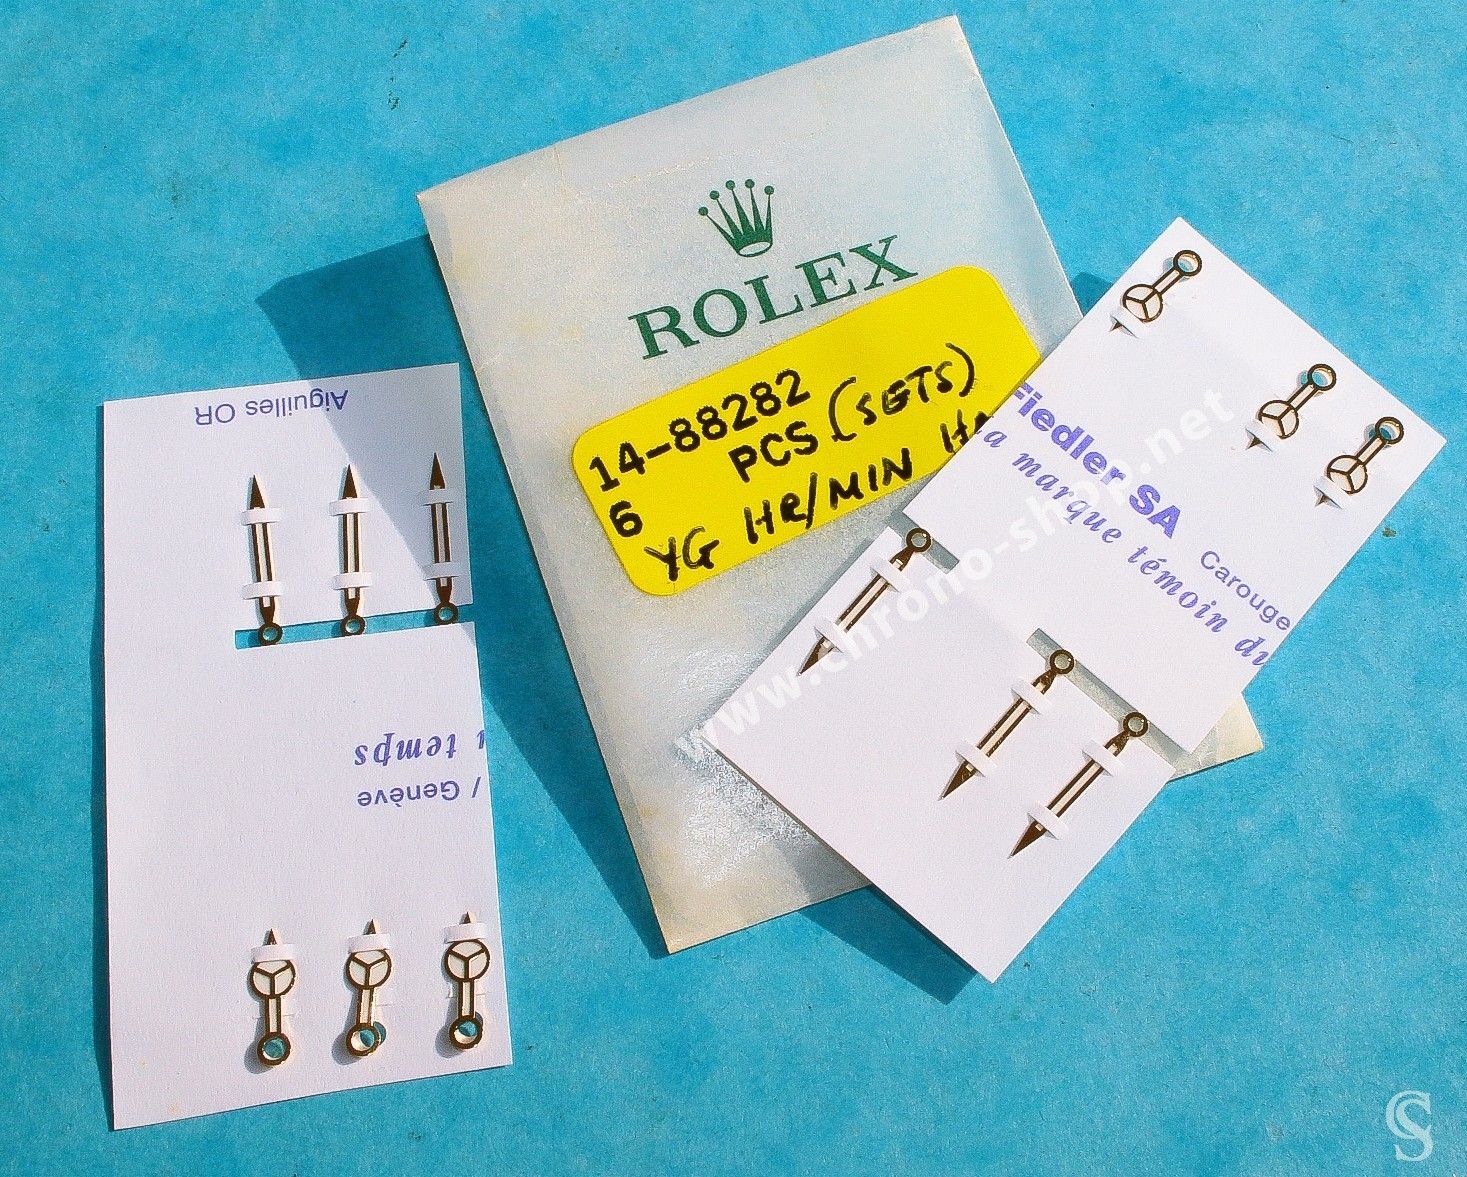 ROLEX
14-88282
6 PCS (SETS)
YG HR/MIN
Aiguilles OR
temps
/ Genève
Fiedler SA
a marque témoin du
Carouge
www.chrono-shop.net
CS